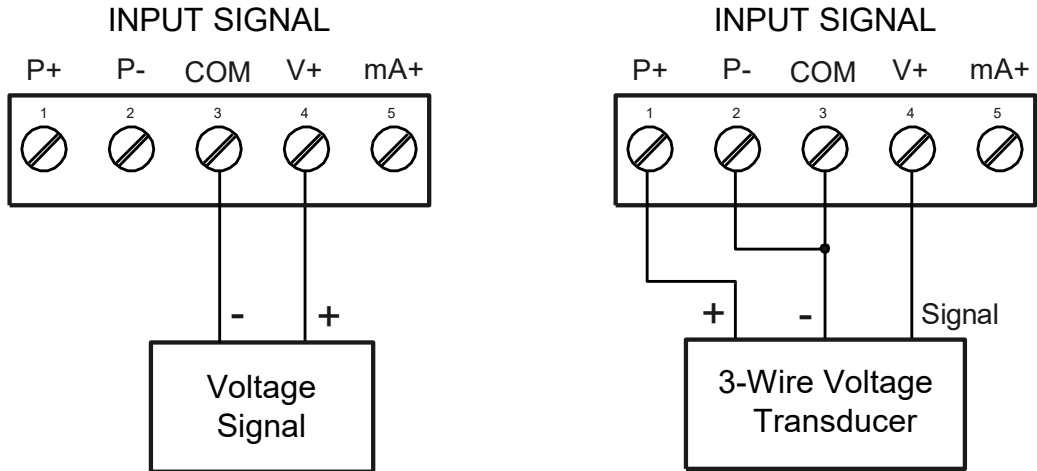 INPUT SIGNAL
P+ P- COM V+ mA+
1 2 3 4 5
- +
Voltage
Signal
INPUT SIGNAL
P+ P- COM V+ mA+
1 2 3 4 5
+ - Signal
3-Wire Voltage
Transducer